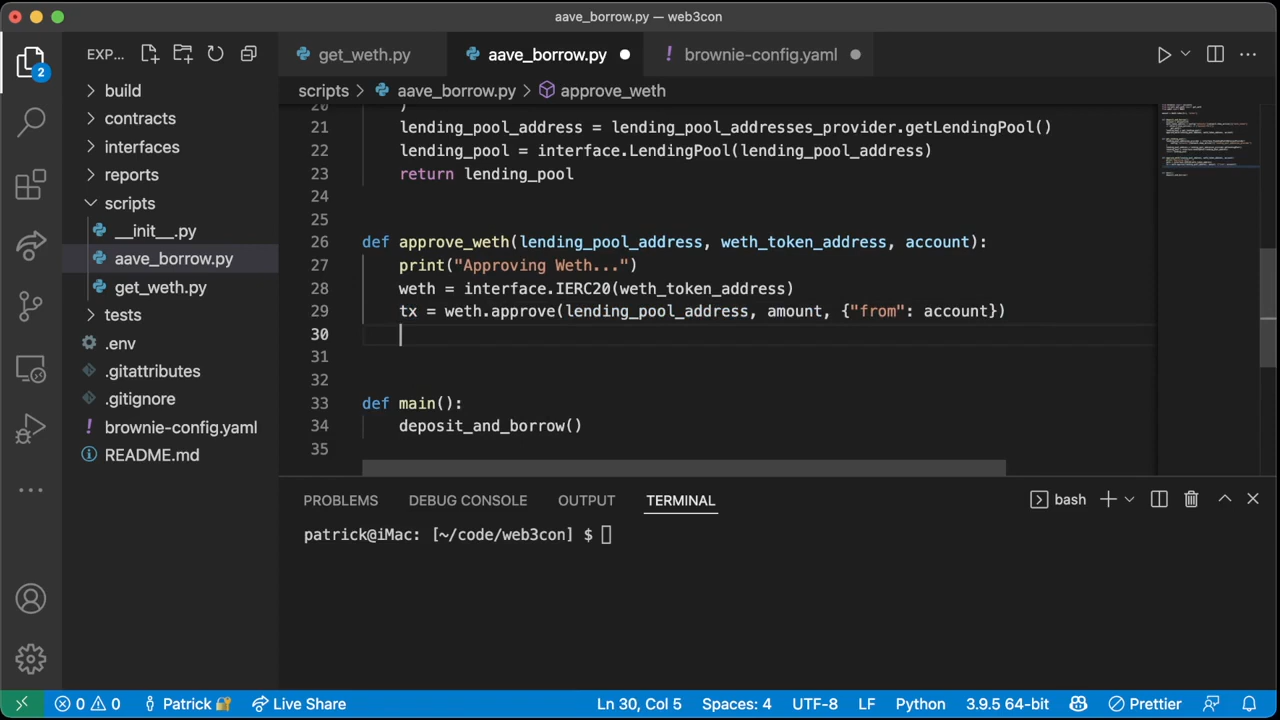 aave_borrow.py — web3con
EXP...
get_weth.py
aave_borrow.py
! brownie-config.yaml
scripts > aave_borrow.py > approve_weth
2
build
contracts
interfaces
reports
scripts
__init__.py
aave_borrow.py
get_weth.py
tests
.env
.gitattributes
.gitignore
! brownie-config.yaml
README.md
20 )
21 lending_pool_address = lending_pool_addresses_provider.getLendingPool()
22 lending_pool = interface.LendingPool(lending_pool_address)
23 return lending_pool
24
25
26 def approve_weth(lending_pool_address, weth_token_address, account):
27 print("Approving Weth...")
28 weth = interface.IERC20(weth_token_address)
29 tx = weth.approve(lending_pool_address, amount, {"from": account})
30
31
32
33 def main():
34 deposit_and_borrow()
35
PROBLEMS DEBUG CONSOLE OUTPUT TERMINAL
bash
patrick@iMac: [~/code/web3con] $
0 0 Patrick🔐 Live Share Ln 30, Col 5 Spaces: 4 UTF-8 LF Python 3.9.5 64-bit Prettier